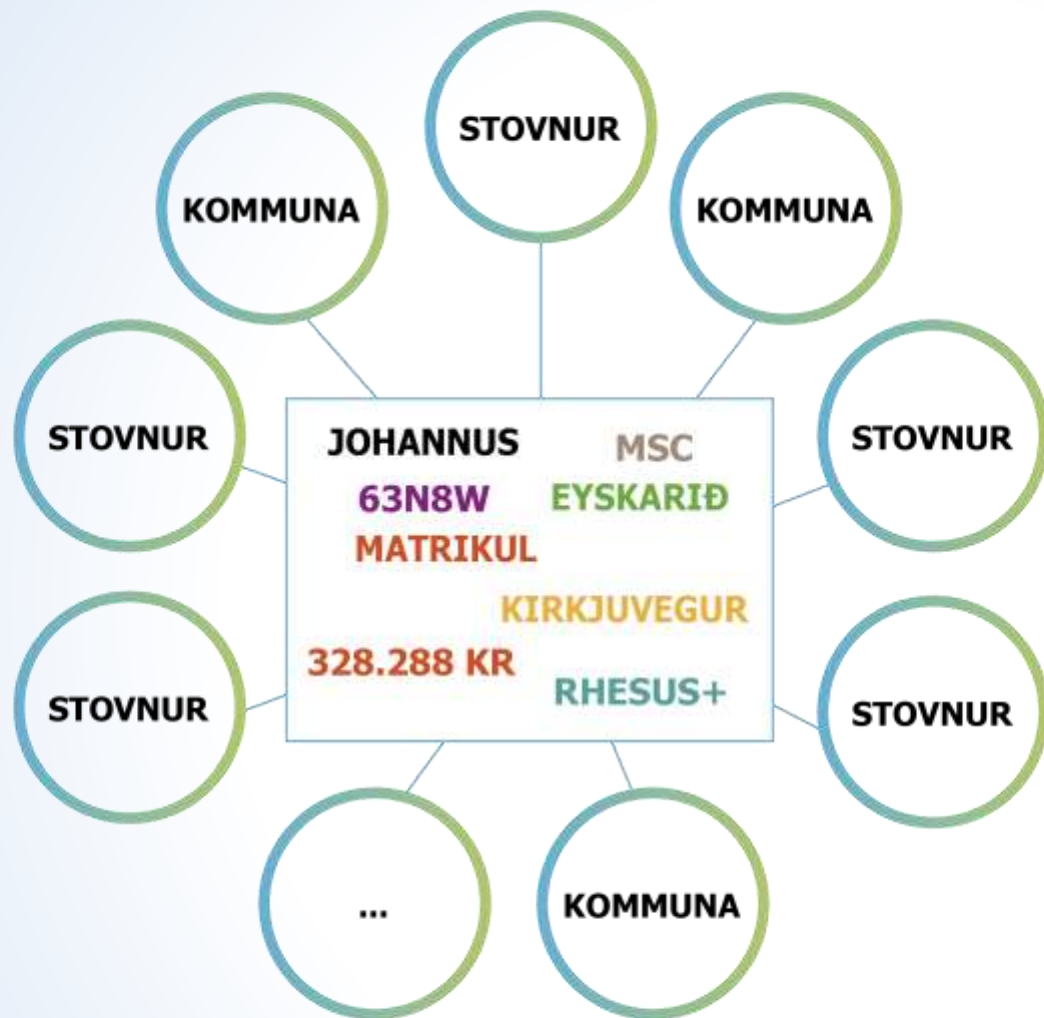 STOVNUR
KOMMUNA
KOMMUNA
STOVNUR
STOVNUR
JOHANNUS
MSC
63N8W
EYSKARIÐ
MATRIKUL
KIRKJUVEGUR
328.288 KR
RHESUS+
STOVNUR
STOVNUR
...
KOMMUNA